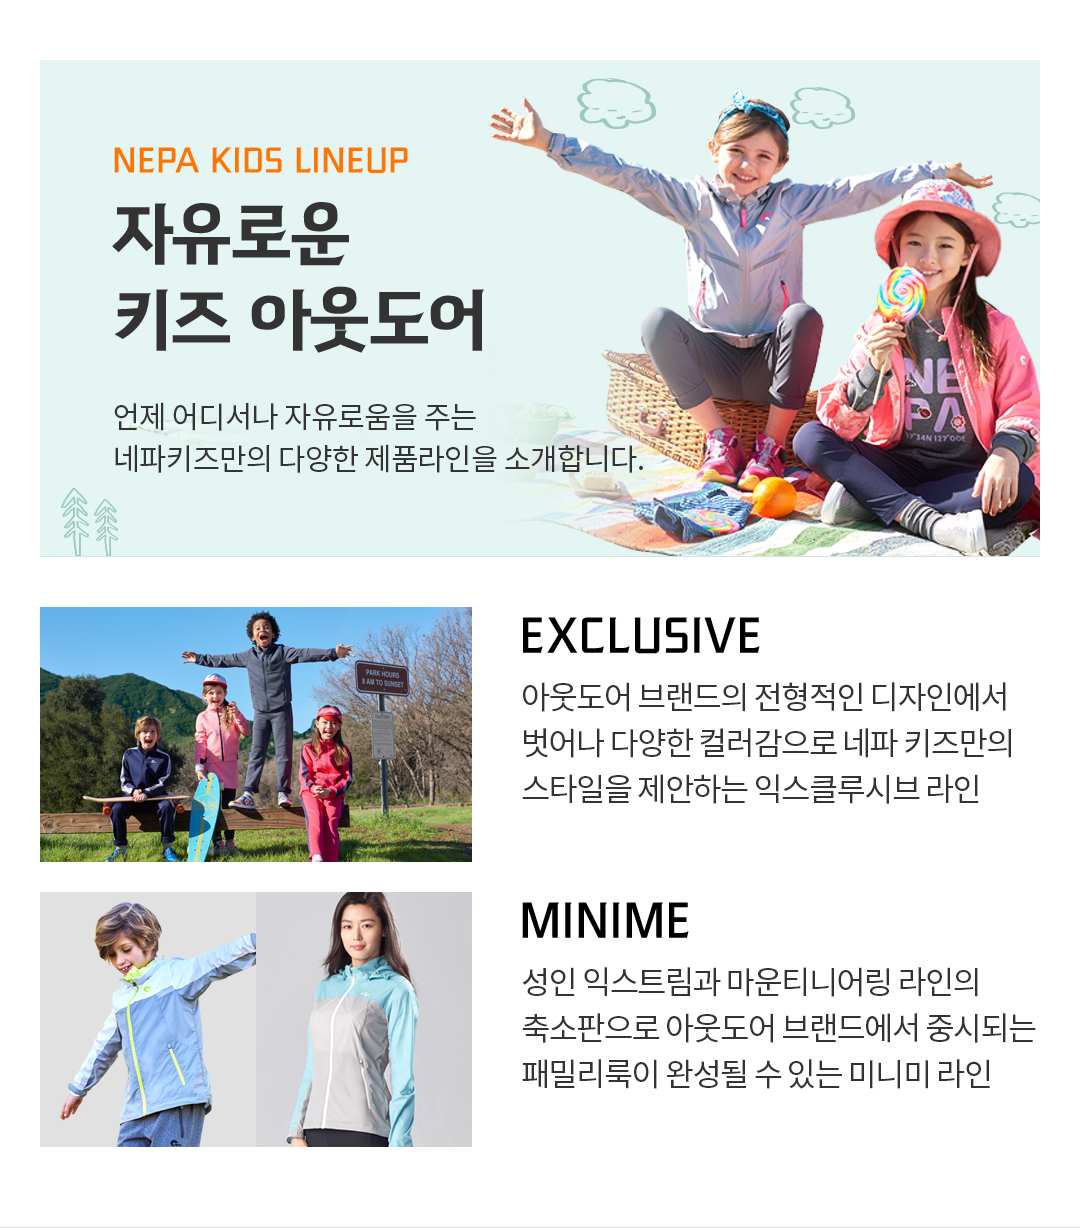 NEPA KIDS LINEUP
자유로운
키즈 아웃도어
언제 어디서나 자유로움을 주는
네파키즈만의 다양한 제품라인을 소개합니다.
NE
PA
PARK HOURS
8 AM TO SUNSET
EXCLUSIVE
아웃도어 브랜드의 전형적인 디자인에서
벗어나 다양한 컬러감으로 네파 키즈만의
스타일을 제안하는 익스클루시브 라인
MINIME
성인 익스트림과 마운티니어링 라인의
축소판으로 아웃도어 브랜드에서 중시되는
패밀리룩이 완성될 수 있는 미니미 라인